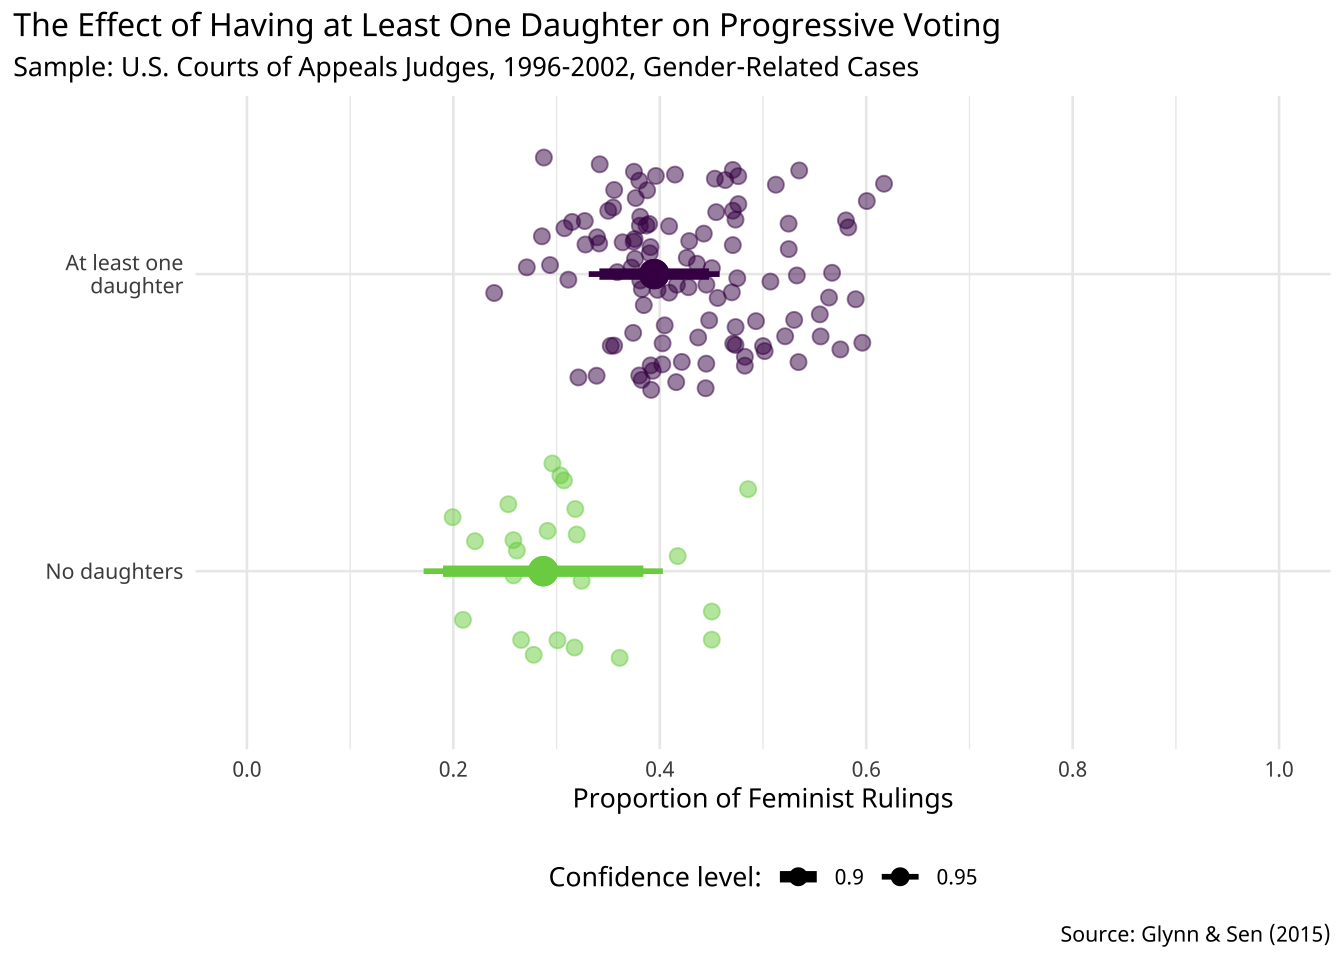 The Effect of Having at Least One Daughter on Progressive Voting
Sample: U.S. Courts of Appeals Judges, 1996-2002, Gender-Related Cases
At least one
daughter
No daughters
0.0 0.2 0.4 0.6 0.8 1.0
Proportion of Feminist Rulings
Confidence level: 0.9 0.95
Source: Glynn & Sen (2015)